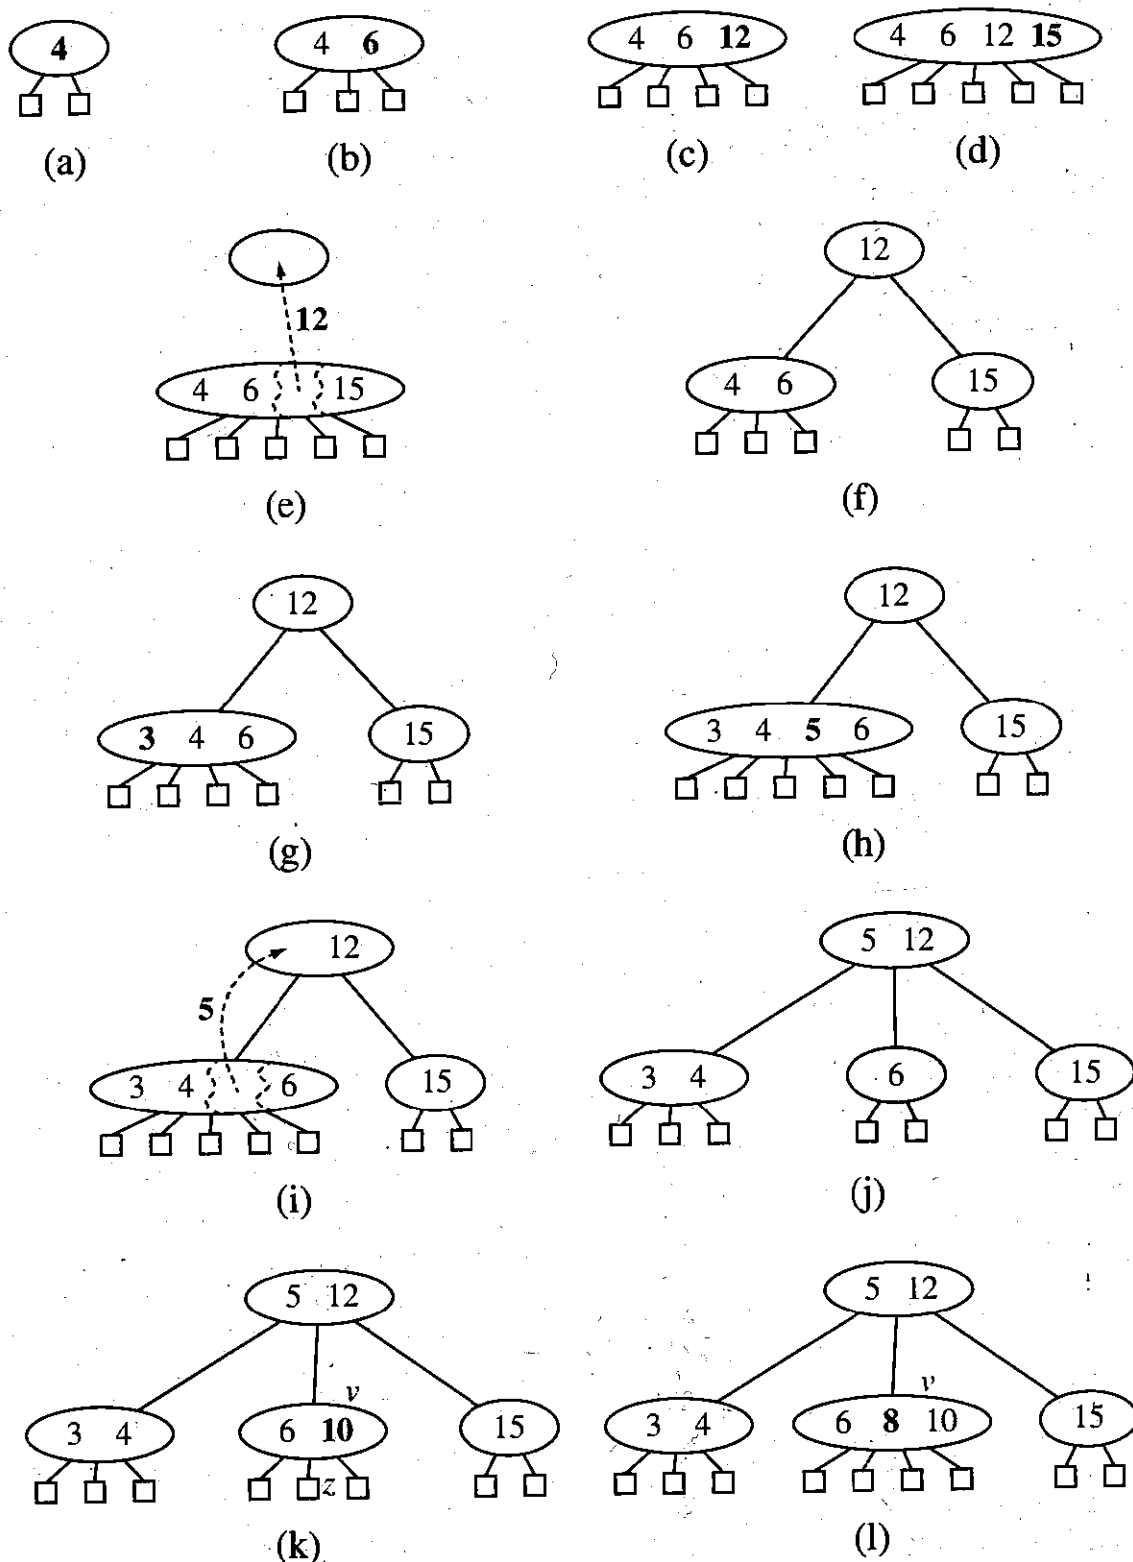 4 4 6 4 6 12 4 6 12 15
(a) (b) (c) (d)
12
12
4 6 15 4 6 15
(e) (f)
12 12
3 4 6 15 3 4 5 6 15
(g) (h)
12 5 12
5
3 4 6 15 3 4 6 15
(i) (j)
5 12 5 12
v v
3 4 6 10 15 3 4 6 8 10 15
z
(k) (l)